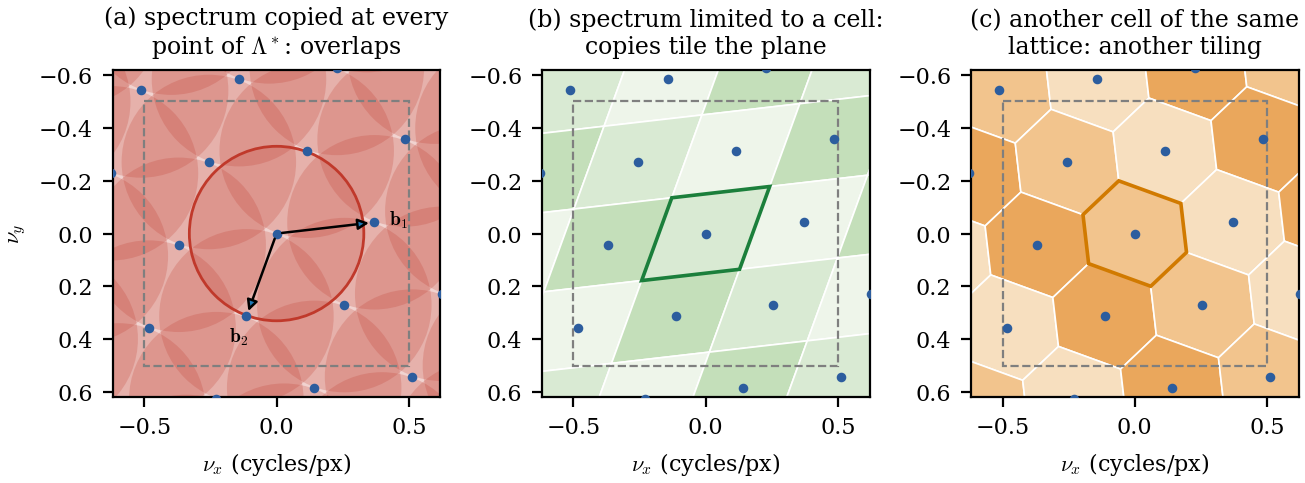 (a) spectrum copied at every
point of Λ*: overlaps
(b) spectrum limited to a cell:
copies tile the plane
(c) another cell of the same
lattice: another tiling
−0.6
−0.4
−0.2
0.0
0.2
0.4
0.6
ν_y
b₁
b₂
−0.5
0.0
0.5
ν_x (cycles/px)
−0.6
−0.4
−0.2
0.0
0.2
0.4
0.6
−0.5
0.0
0.5
ν_x (cycles/px)
−0.6
−0.4
−0.2
0.0
0.2
0.4
0.6
−0.5
0.0
0.5
ν_x (cycles/px)